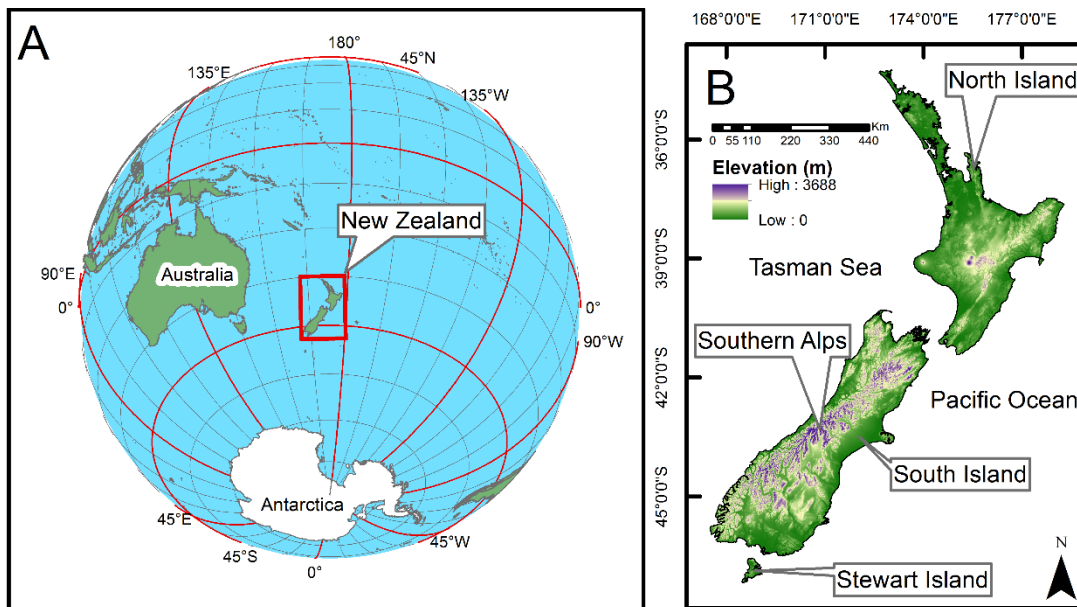 A
180°
45°N
135°E
135°W
New Zealand
Australia
90°E
0°
0°
90°W
Antarctica
45°E
45°W
45°S
0°
168°0'0"E
171°0'0"E
174°0'0"E
177°0'0"E
B
North Island
Km
0 55 110 220 330 440
Elevation (m)
High : 3688
Low : 0
36°0'0"S
39°0'0"S
42°0'0"S
45°0'0"S
Tasman Sea
Southern Alps
Pacific Ocean
South Island
Stewart Island
N